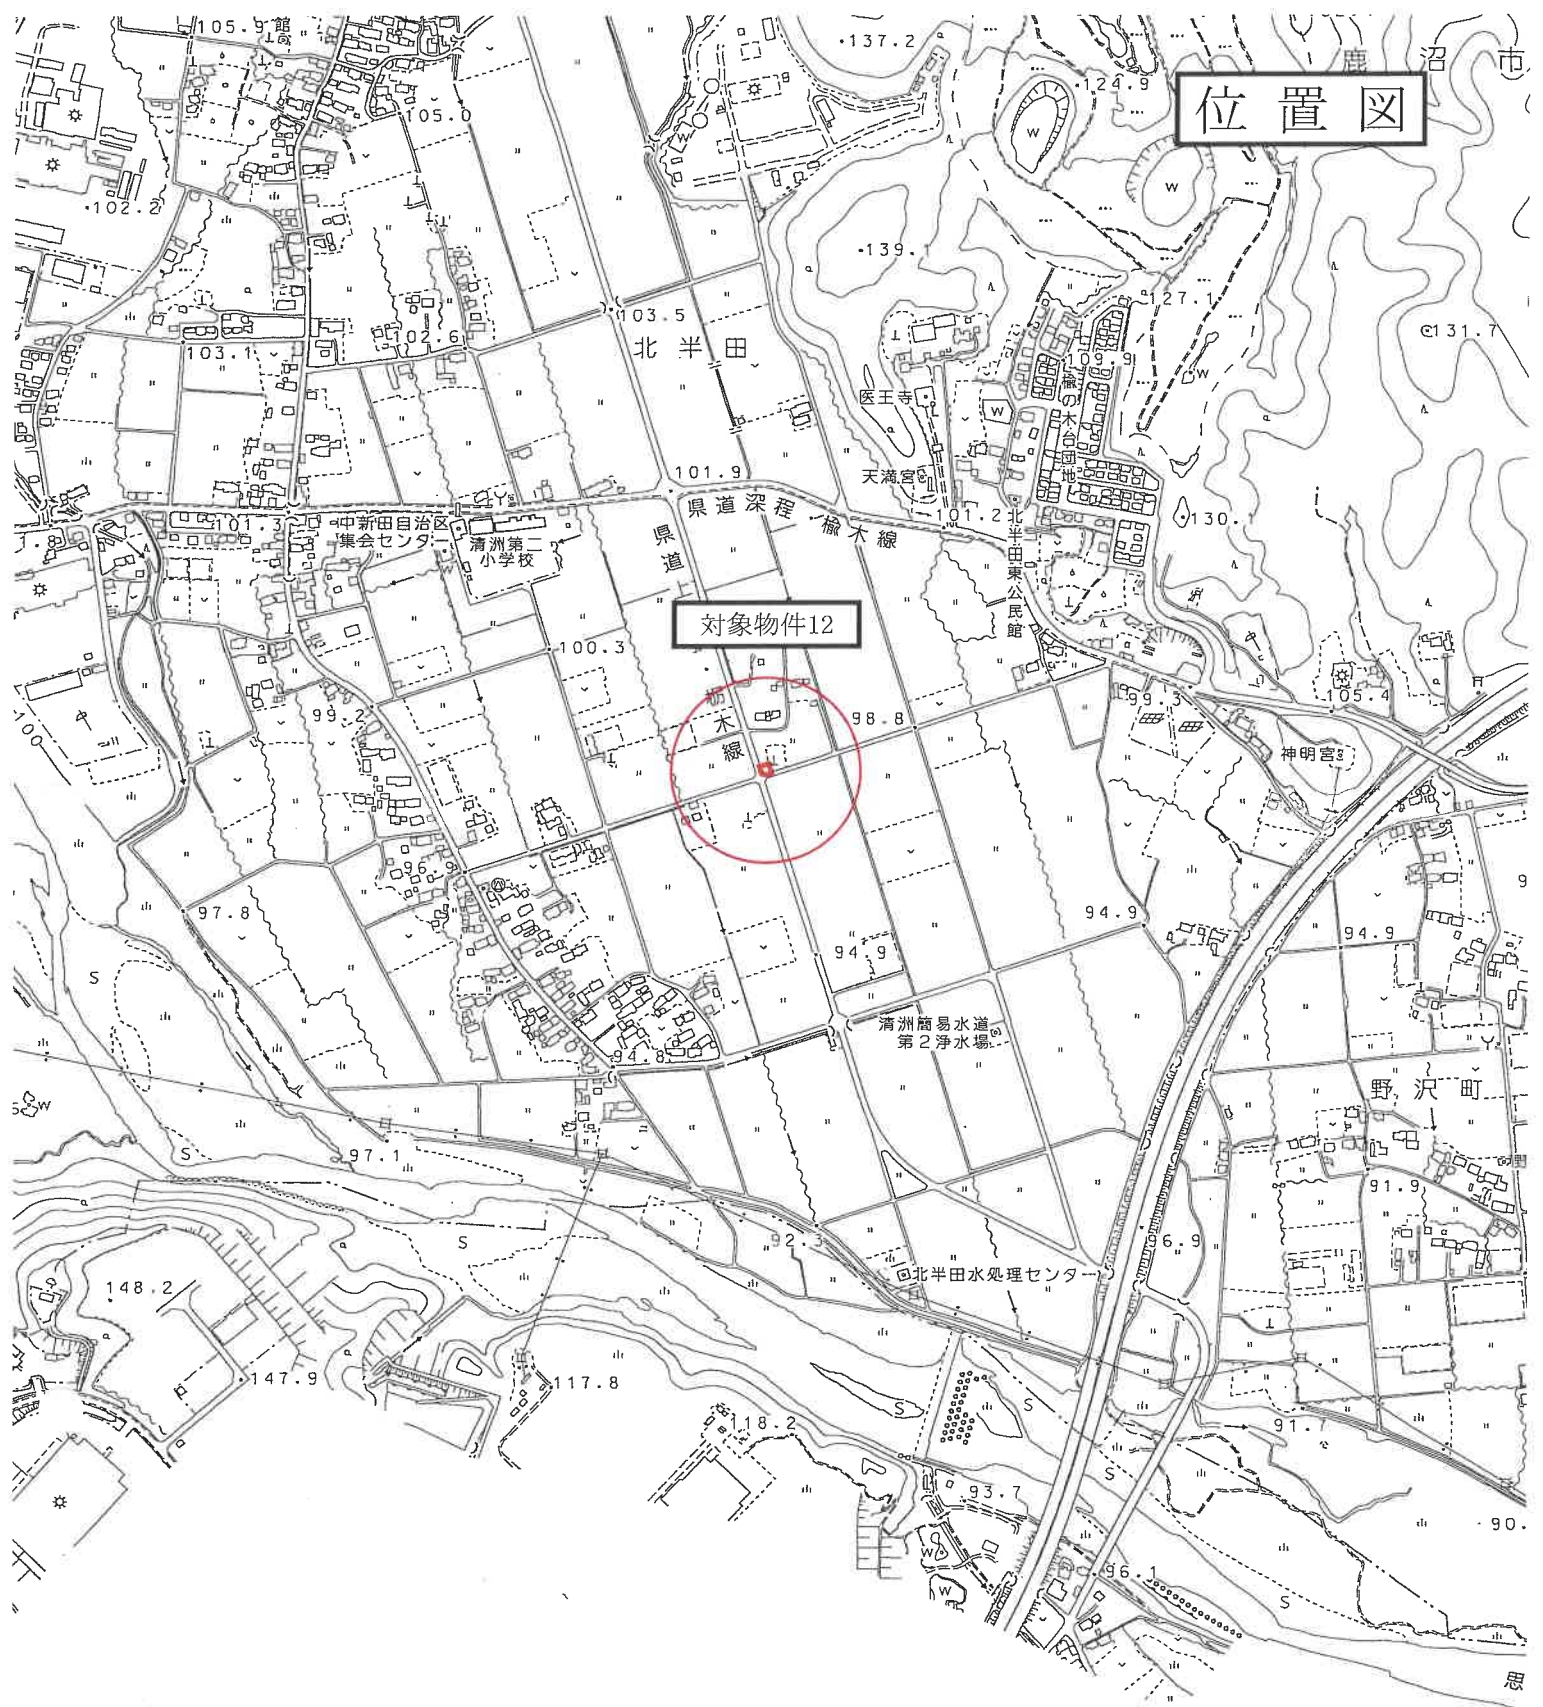 105.9
館
137.2
鹿沼市
124.9
位置図
105.0
W
W
W
102.2
139.1
127.1
103.5
131.7
102.6
103.1
北半田
109.9
W
医王寺
W
楡の木台団地
101.9
天満宮
県道深程・楡木線
101.2
130.
101.3
中新田自治区
集会センター
清洲第二
小学校
県道
北半田東公民館
対象物件12
100.3
99.2
栃木線
98.8
99.3
105.4
100
神明宮
96.9
97.8
94.9
94.9
94.9
S
清洲簡易水道
第2浄水場
94.8
野沢町
W
S
97.1
91.9
S
92.3
96.9
北半田水処理センター
148.2
147.9
117.8
118.2
S
S
91.7
S
93.7
90.
W
W
96.1
S
思